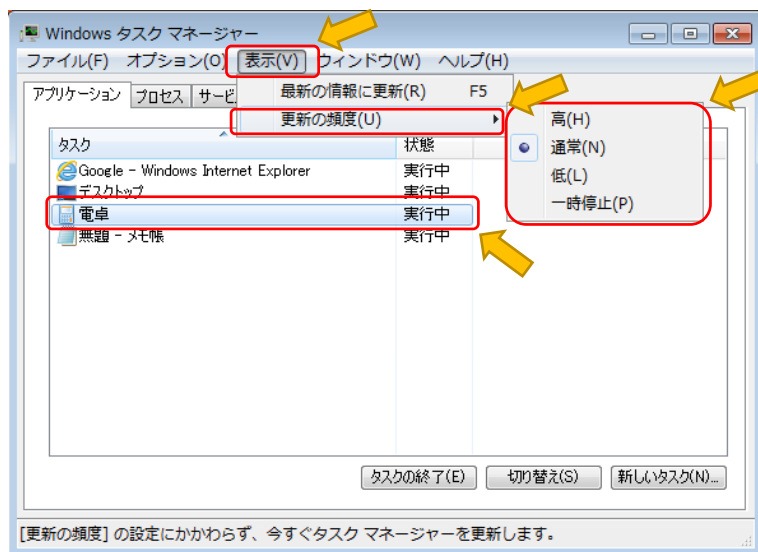 Windows タスク マネージャー
ファイル(F) オプション(O) 表示(V) ウィンドウ(W) ヘルプ(H)
アプリケーション プロセス サービ
最新の情報に更新(R) F5
更新の頻度(U)
高(H)
通常(N)
低(L)
一時停止(P)
タスク 状態
Google - Windows Internet Explorer 実行中
デスクトップ 実行中
電卓 実行中
無題 - メモ帳 実行中
タスクの終了(E) 切り替え(S) 新しいタスク(N)...
[更新の頻度] の設定にかかわらず、今すぐタスク マネージャーを更新します。